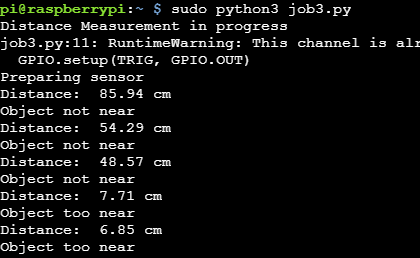 pi@raspberrypi:~ $ sudo python3 job3.py
Distance Measurement in progress
job3.py:11: RuntimeWarning: This channel is
  GPIO.setup(TRIG, GPIO.OUT)
Preparing sensor
Distance:  85.94 cm
Object not near
Distance:  54.29 cm
Object not near
Distance:  48.57 cm
Object not near
Distance:  7.71 cm
Object too near
Distance:  6.85 cm
Object too near